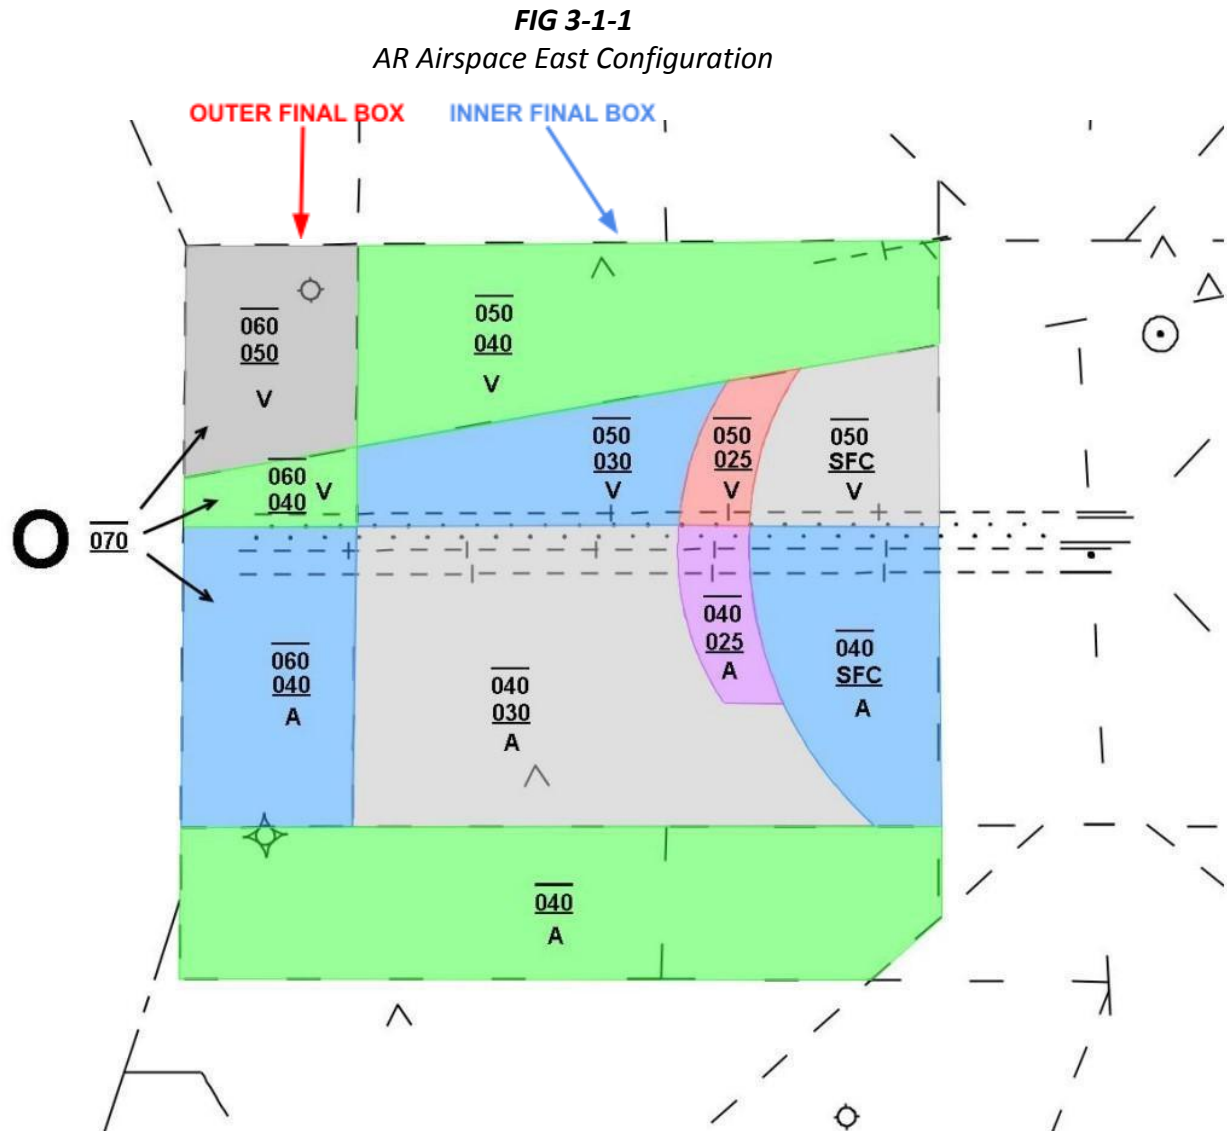 FIG 3-1-1
AR Airspace East Configuration
OUTER FINAL BOX
INNER FINAL BOX
060
050
V
050
040
V
060
040
V
050
030
V
050
025
V
050
SFC
V
O
070
060
040
A
040
030
A
040
025
A
040
SFC
A
040
A